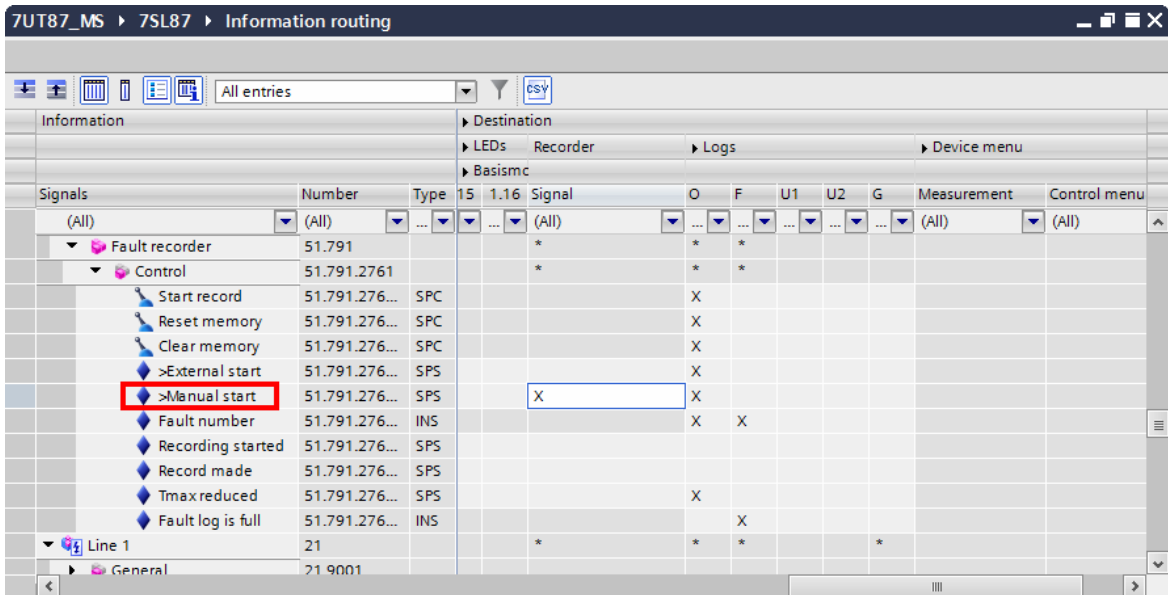 7UT87_MS ▸ 7SL87 ▸ Information routing
All entries CSV
Information Destination
LEDs Recorder Logs Device menu
Basismc
Signals Number Type 15 1.16 Signal O F U1 U2 G Measurement Control menu
(All) (All) ... ... (All) ... ... ... ... ... (All) (All)
Fault recorder 51.791 * * *
Control 51.791.2761 * * *
Start record 51.791.276... SPC X
Reset memory 51.791.276... SPC X
Clear memory 51.791.276... SPC X
>External start 51.791.276... SPS X
>Manual start 51.791.276... SPS X X
Fault number 51.791.276... INS X X
Recording started 51.791.276... SPS
Record made 51.791.276... SPS
Tmax reduced 51.791.276... SPS X
Fault log is full 51.791.276... INS X
Line 1 21 * * * *
General 21.9001